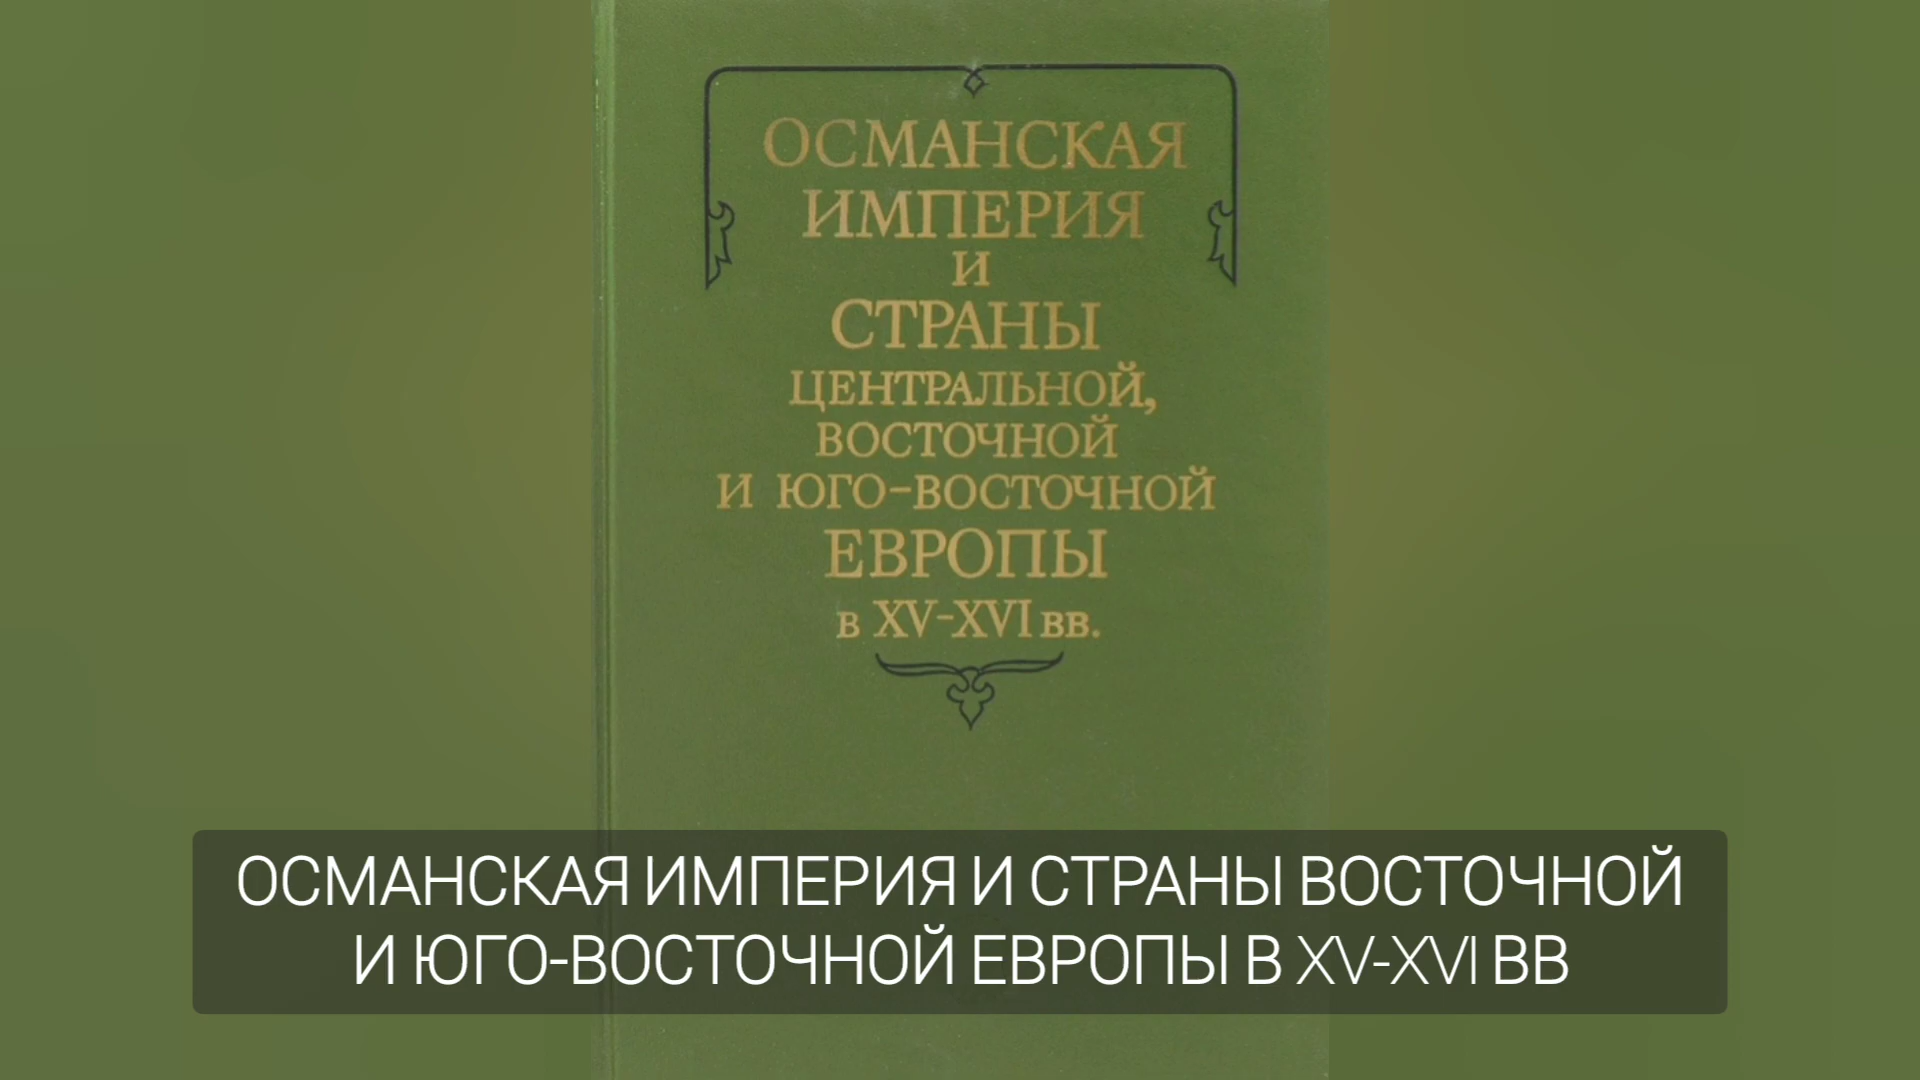 ОСМАНСКАЯ
ИМПЕРИЯ
И
СТРАНЫ
ЦЕНТРАЛЬНОЙ,
ВОСТОЧНОЙ
И ЮГО-ВОСТОЧНОЙ
ЕВРОПЫ
в XV-XVI вв.
ОСМАНСКАЯ ИМПЕРИЯ И СТРАНЫ ВОСТОЧНОЙ
И ЮГО-ВОСТОЧНОЙ ЕВРОПЫ В XV-XVI ВВ